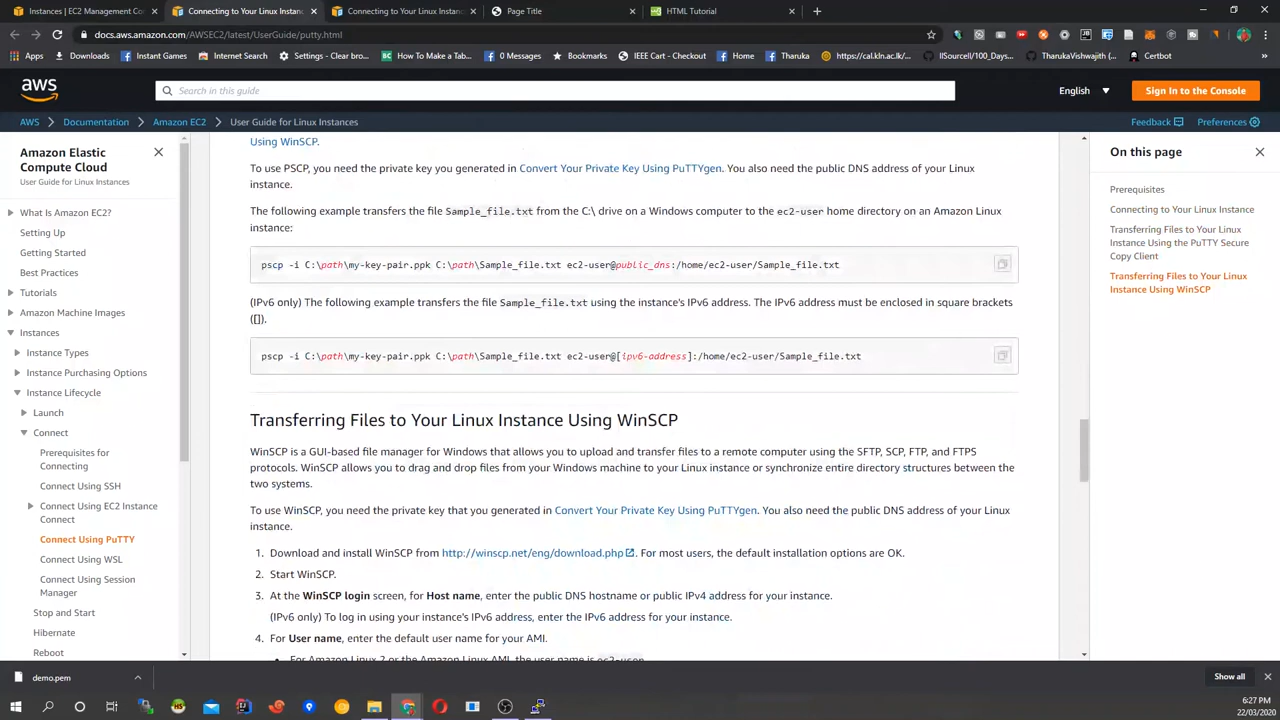 Instances | EC2 Management Con
Connecting to Your Linux Instanc
Connecting to Your Linux Instanc
Page Title
HTML Tutorial
docs.aws.amazon.com/AWSEC2/latest/UserGuide/putty.html
Apps
Downloads
Instant Games
Internet Search
Settings - Clear bro...
How To Make a Tab...
0 Messages
Bookmarks
IEEE Cart - Checkout
Home
Tharuka
https://cal.kln.ac.lk/...
llSourcell/100_Days...
TharukaVishwajith (...
Certbot
aws
Search in this guide
English
Sign In to the Console
AWS
Documentation
Amazon EC2
User Guide for Linux Instances
Feedback
Preferences
Amazon Elastic
Compute Cloud
User Guide for Linux Instances
What Is Amazon EC2?
Setting Up
Getting Started
Best Practices
Tutorials
Amazon Machine Images
Instances
Instance Types
Instance Purchasing Options
Instance Lifecycle
Launch
Connect
Prerequisites for
Connecting
Connect Using SSH
Connect Using EC2 Instance
Connect
Connect Using PuTTY
Connect Using WSL
Connect Using Session
Manager
Stop and Start
Hibernate
Reboot
Using WinSCP.
To use PSCP, you need the private key you generated in Convert Your Private Key Using PuTTYgen. You also need the public DNS address of your Linux
instance.
The following example transfers the file Sample_file.txt from the C:\ drive on a Windows computer to the ec2-user home directory on an Amazon Linux
instance:
pscp -i C:\path\my-key-pair.ppk C:\path\Sample_file.txt ec2-user@public_dns:/home/ec2-user/Sample_file.txt
(IPv6 only) The following example transfers the file Sample_file.txt using the instance's IPv6 address. The IPv6 address must be enclosed in square brackets
([]).
pscp -i C:\path\my-key-pair.ppk C:\path\Sample_file.txt ec2-user@[ipv6-address]:/home/ec2-user/Sample_file.txt
Transferring Files to Your Linux Instance Using WinSCP
WinSCP is a GUI-based file manager for Windows that allows you to upload and transfer files to a remote computer using the SFTP, SCP, FTP, and FTPS
protocols. WinSCP allows you to drag and drop files from your Windows machine to your Linux instance or synchronize entire directory structures between the
two systems.
To use WinSCP, you need the private key that you generated in Convert Your Private Key Using PuTTYgen. You also need the public DNS address of your Linux
instance.
1. Download and install WinSCP from http://winscp.net/eng/download.php. For most users, the default installation options are OK.
2. Start WinSCP.
3. At the WinSCP login screen, for Host name, enter the public DNS hostname or public IPv4 address for your instance.
(IPv6 only) To log in using your instance's IPv6 address, enter the IPv6 address for your instance.
4. For User name, enter the default user name for your AMI.
• For Amazon Linux 2 or the Amazon Linux AMI, the user name is ec2-user.
On this page
Prerequisites
Connecting to Your Linux Instance
Transferring Files to Your Linux
Instance Using the PuTTY Secure
Copy Client
Transferring Files to Your Linux
Instance Using WinSCP
demo.pem
Show all
6:27 PM
22/03/2020